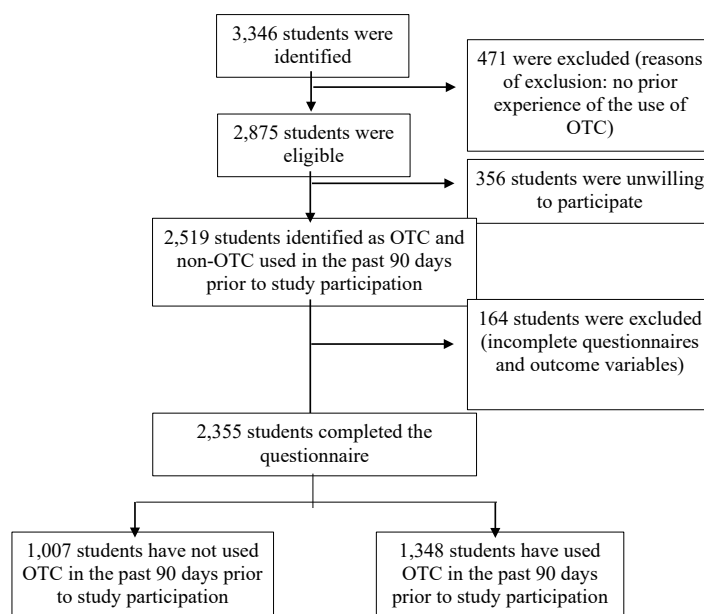 3,346 students were
identified
471 were excluded (reasons
of exclusion: no prior
experience of the use of
OTC)
2,875 students were
eligible
356 students were unwilling
to participate
2,519 students identified as OTC and
non-OTC used in the past 90 days
prior to study participation
164 students were excluded
(incomplete questionnaires
and outcome variables)
2,355 students completed the
questionnaire
1,007 students have not used
OTC in the past 90 days prior
to study participation
1,348 students have used
OTC in the past 90 days
prior to study participation